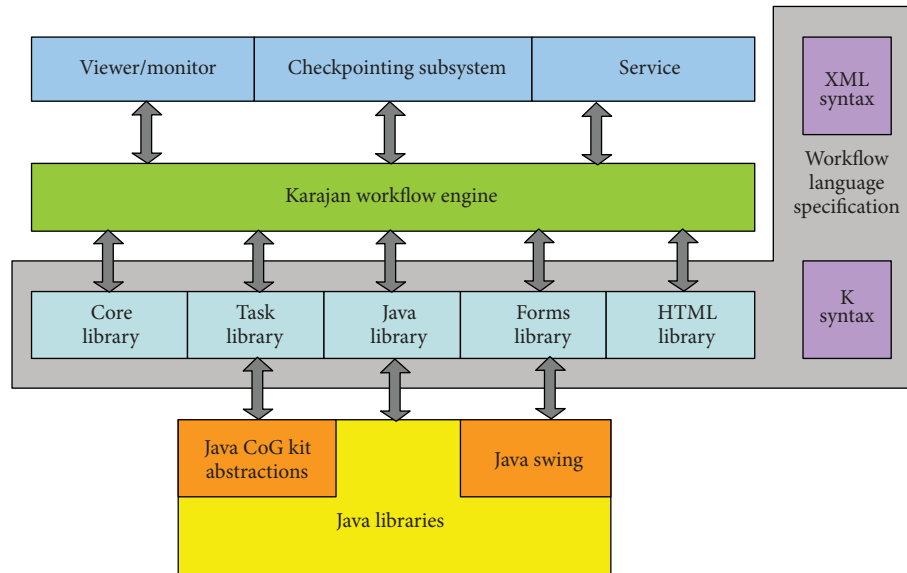 Viewer/monitor
Checkpointing subsystem
Service
XML
syntax
Workflow
language
specification
Karajan workflow engine
Core
library
Task
library
Java
library
Forms
library
HTML
library
K
syntax
Java CoG kit
abstractions
Java swing
Java libraries